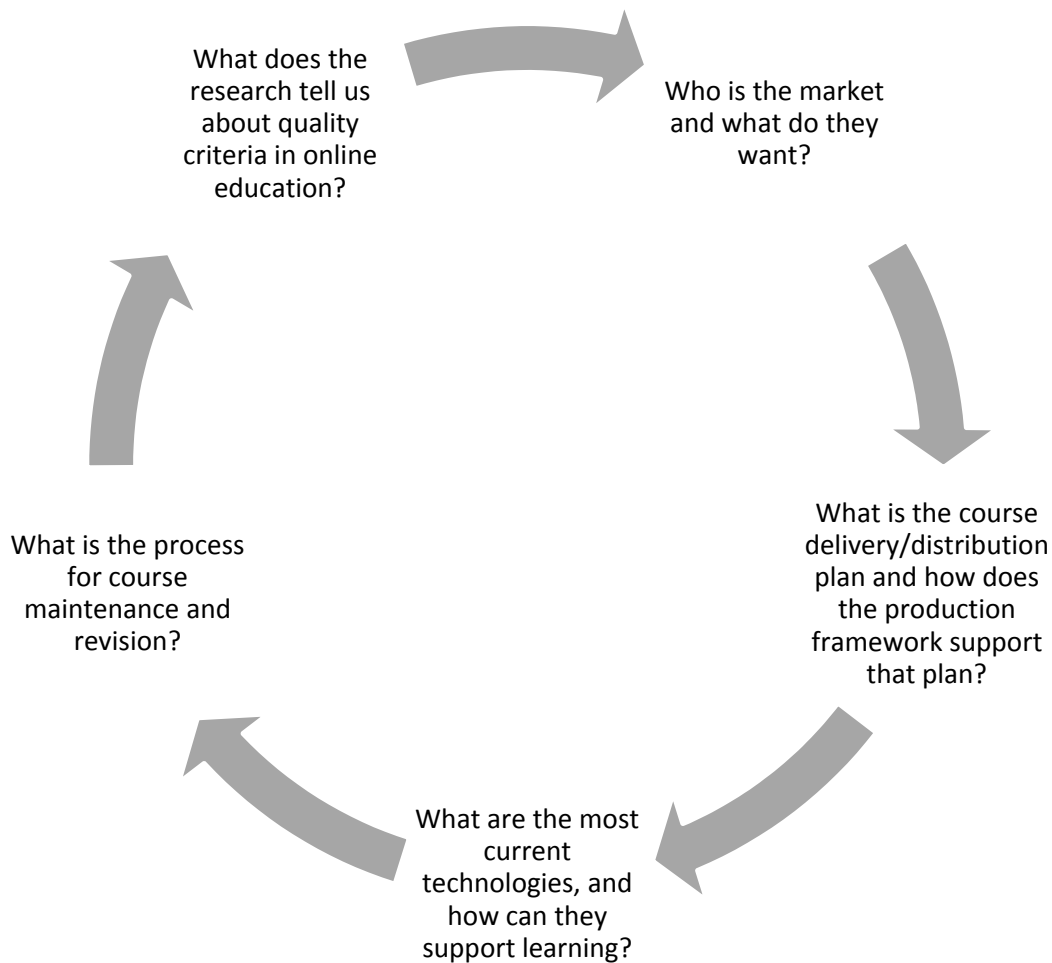 What does the
research tell us
about quality
criteria in online
education?
Who is the market
and what do they
want?
What is the course
delivery/distribution
plan and how does
the production
framework support
that plan?
What are the most
current
technologies, and
how can they
support learning?
What is the process
for course
maintenance and
revision?